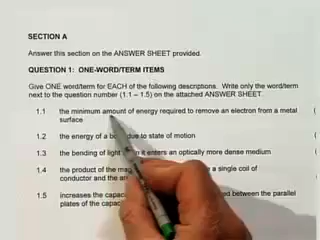 SECTION A
Answer this section on the ANSWER SHEET provided.
QUESTION 1: ONE-WORD/TERM ITEMS
Give ONE word/term for EACH of the following descriptions. Write only the word/term
next to the question number (1.1 – 1.5) on the attached ANSWER SHEET.
1.1 the minimum amount of energy required to remove an electron from a metal
surface
1.2 the energy of a due to state of motion
1.3 the bending of light it enters an optically more dense medium
1.4 the product of the a single coil of
conductor and the
1.5 increases the between the parallel
plates of the